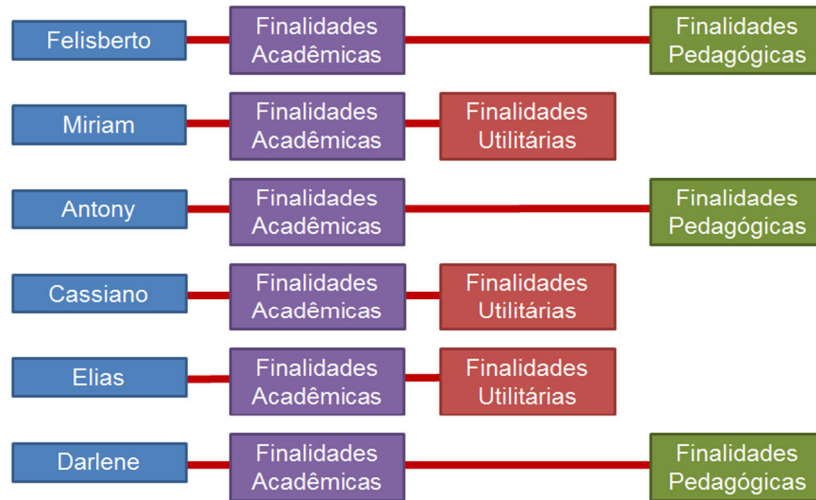 Felisberto
Finalidades
Acadêmicas
Finalidades
Pedagógicas
Miriam
Finalidades
Acadêmicas
Finalidades
Utilitárias
Antony
Finalidades
Acadêmicas
Finalidades
Pedagógicas
Cassiano
Finalidades
Acadêmicas
Finalidades
Utilitárias
Elias
Finalidades
Acadêmicas
Finalidades
Utilitárias
Darlene
Finalidades
Acadêmicas
Finalidades
Pedagógicas